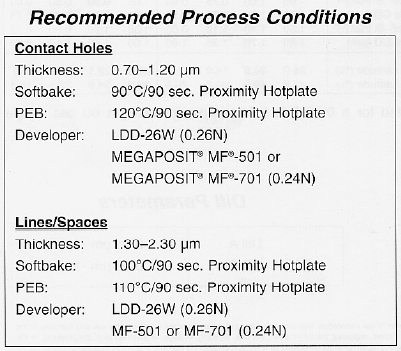 Recommended Process Conditions
Contact Holes
Thickness: 0.70–1.20 µm
Softbake: 90°C/90 sec. Proximity Hotplate
PEB: 120°C/90 sec. Proximity Hotplate
Developer: LDD-26W (0.26N)
MEGAPOSIT® MF®-501 or
MEGAPOSIT® MF®-701 (0.24N)
Lines/Spaces
Thickness: 1.30–2.30 µm
Softbake: 100°C/90 sec. Proximity Hotplate
PEB: 110°C/90 sec. Proximity Hotplate
Developer: LDD-26W (0.26N)
MF-501 or MF-701 (0.24N)